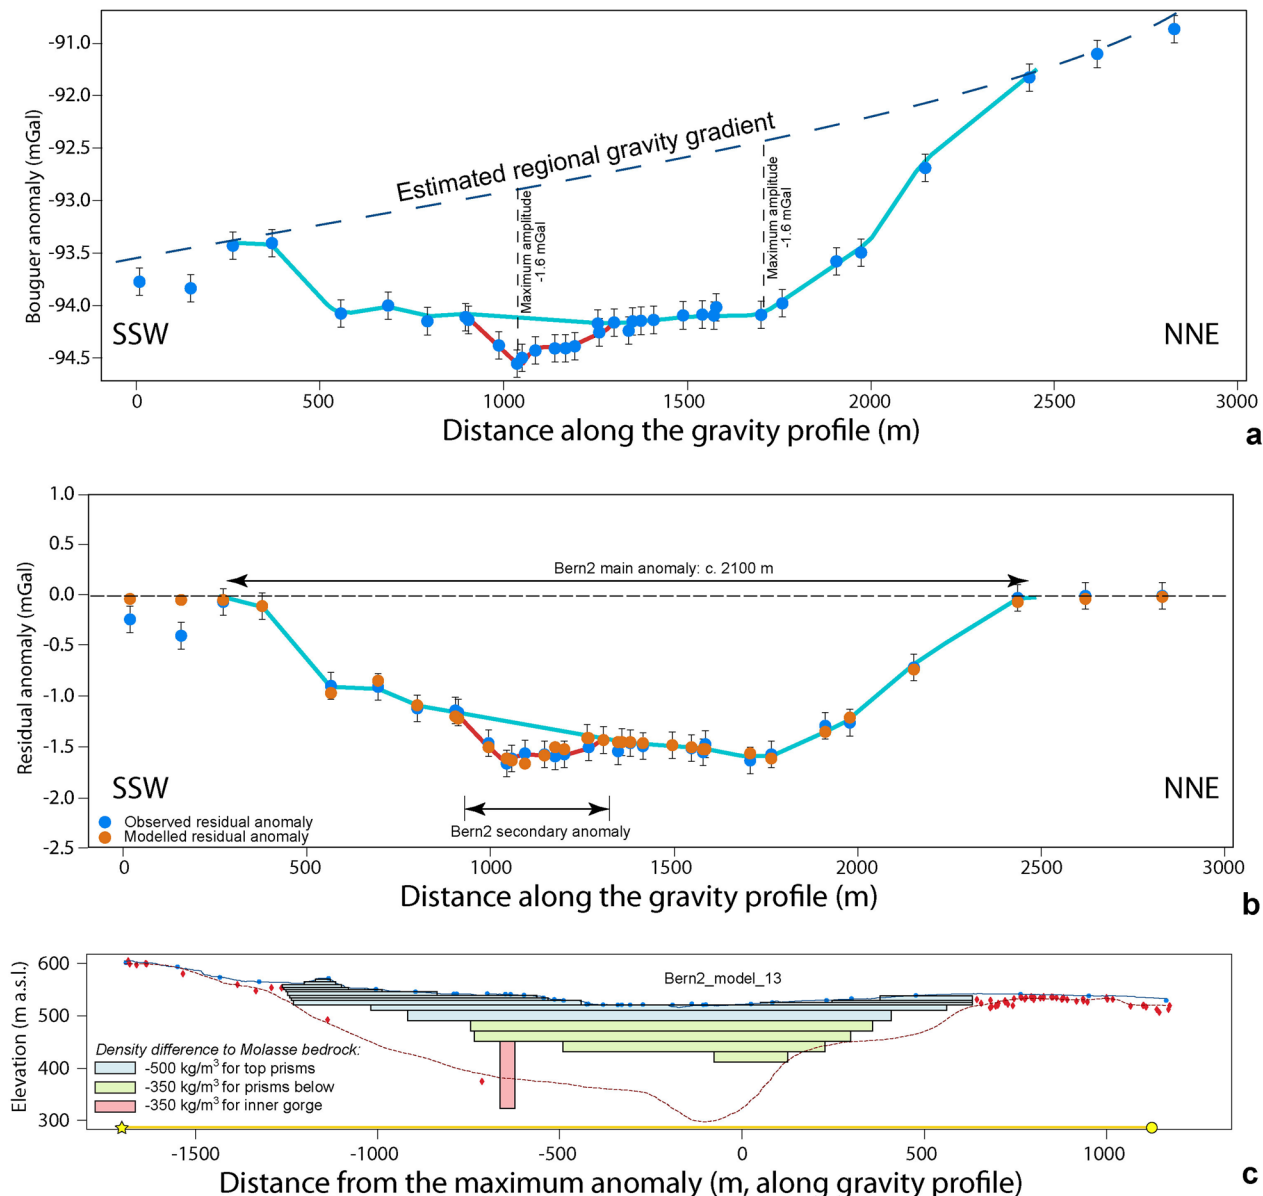 -91.0
-92.0
-92.5
-93.0
-93.5
-94.0
-94.5
Bouguer anomaly (mGal)
Estimated regional gravity gradient
Maximum amplitude
-1.6 mGal
Maximum amplitude
-1.6 mGal
SSW
NNE
0
500
1000
1500
2000
2500
3000
Distance along the gravity profile (m)
a
1.0
0.5
0.0
-0.5
-1.0
-1.5
-2.0
-2.5
Residual anomaly (mGal)
Bern2 main anomaly: c. 2100 m
SSW
NNE
Observed residual anomaly
Modelled residual anomaly
Bern2 secondary anomaly
0
500
1000
1500
2000
2500
3000
Distance along the gravity profile (m)
b
600
500
400
300
Elevation (m a.s.l.)
Bern2_model_13
Density difference to Molasse bedrock:
-500 kg/m³ for top prisms
-350 kg/m³ for prisms below
-350 kg/m³ for inner gorge
-1500
-1000
-500
0
500
1000
Distance from the maximum anomaly (m, along gravity profile)
c